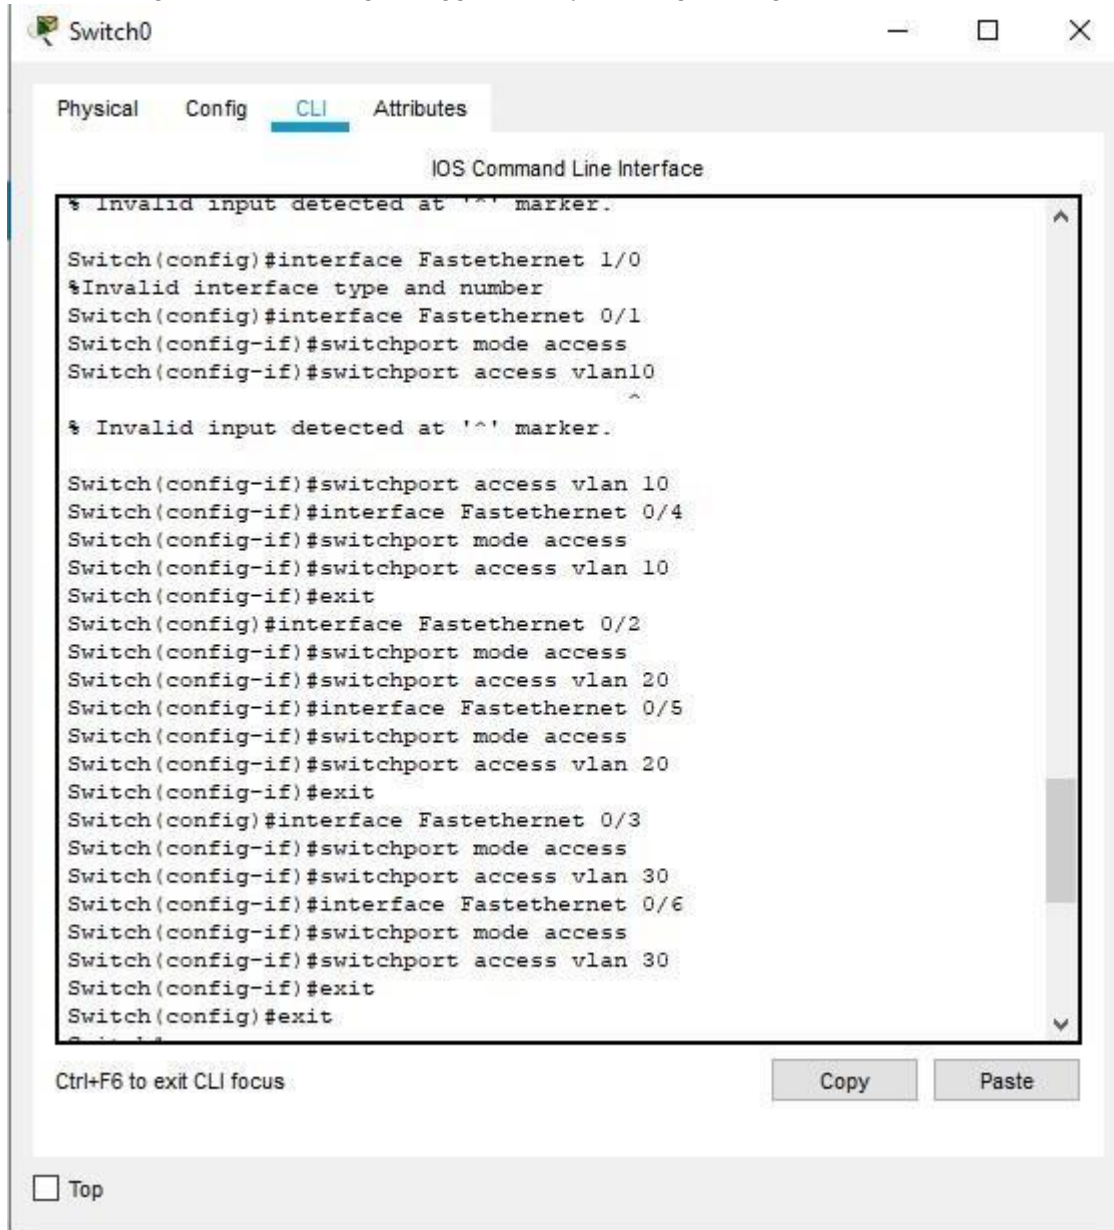 Switch0
Physical Config CLI Attributes
IOS Command Line Interface
% Invalid input detected at '^' marker.
Switch(config)#interface Fastethernet 1/0
%Invalid interface type and number
Switch(config)#interface Fastethernet 0/1
Switch(config-if)#switchport mode access
Switch(config-if)#switchport access vlan10
^
% Invalid input detected at '^' marker.
Switch(config-if)#switchport access vlan 10
Switch(config-if)#interface Fastethernet 0/4
Switch(config-if)#switchport mode access
Switch(config-if)#switchport access vlan 10
Switch(config-if)#exit
Switch(config)#interface Fastethernet 0/2
Switch(config-if)#switchport mode access
Switch(config-if)#switchport access vlan 20
Switch(config-if)#interface Fastethernet 0/5
Switch(config-if)#switchport mode access
Switch(config-if)#switchport access vlan 20
Switch(config-if)#exit
Switch(config)#interface Fastethernet 0/3
Switch(config-if)#switchport mode access
Switch(config-if)#switchport access vlan 30
Switch(config-if)#interface Fastethernet 0/6
Switch(config-if)#switchport mode access
Switch(config-if)#switchport access vlan 30
Switch(config-if)#exit
Switch(config)#exit
Ctrl+F6 to exit CLI focus
Copy Paste
Top